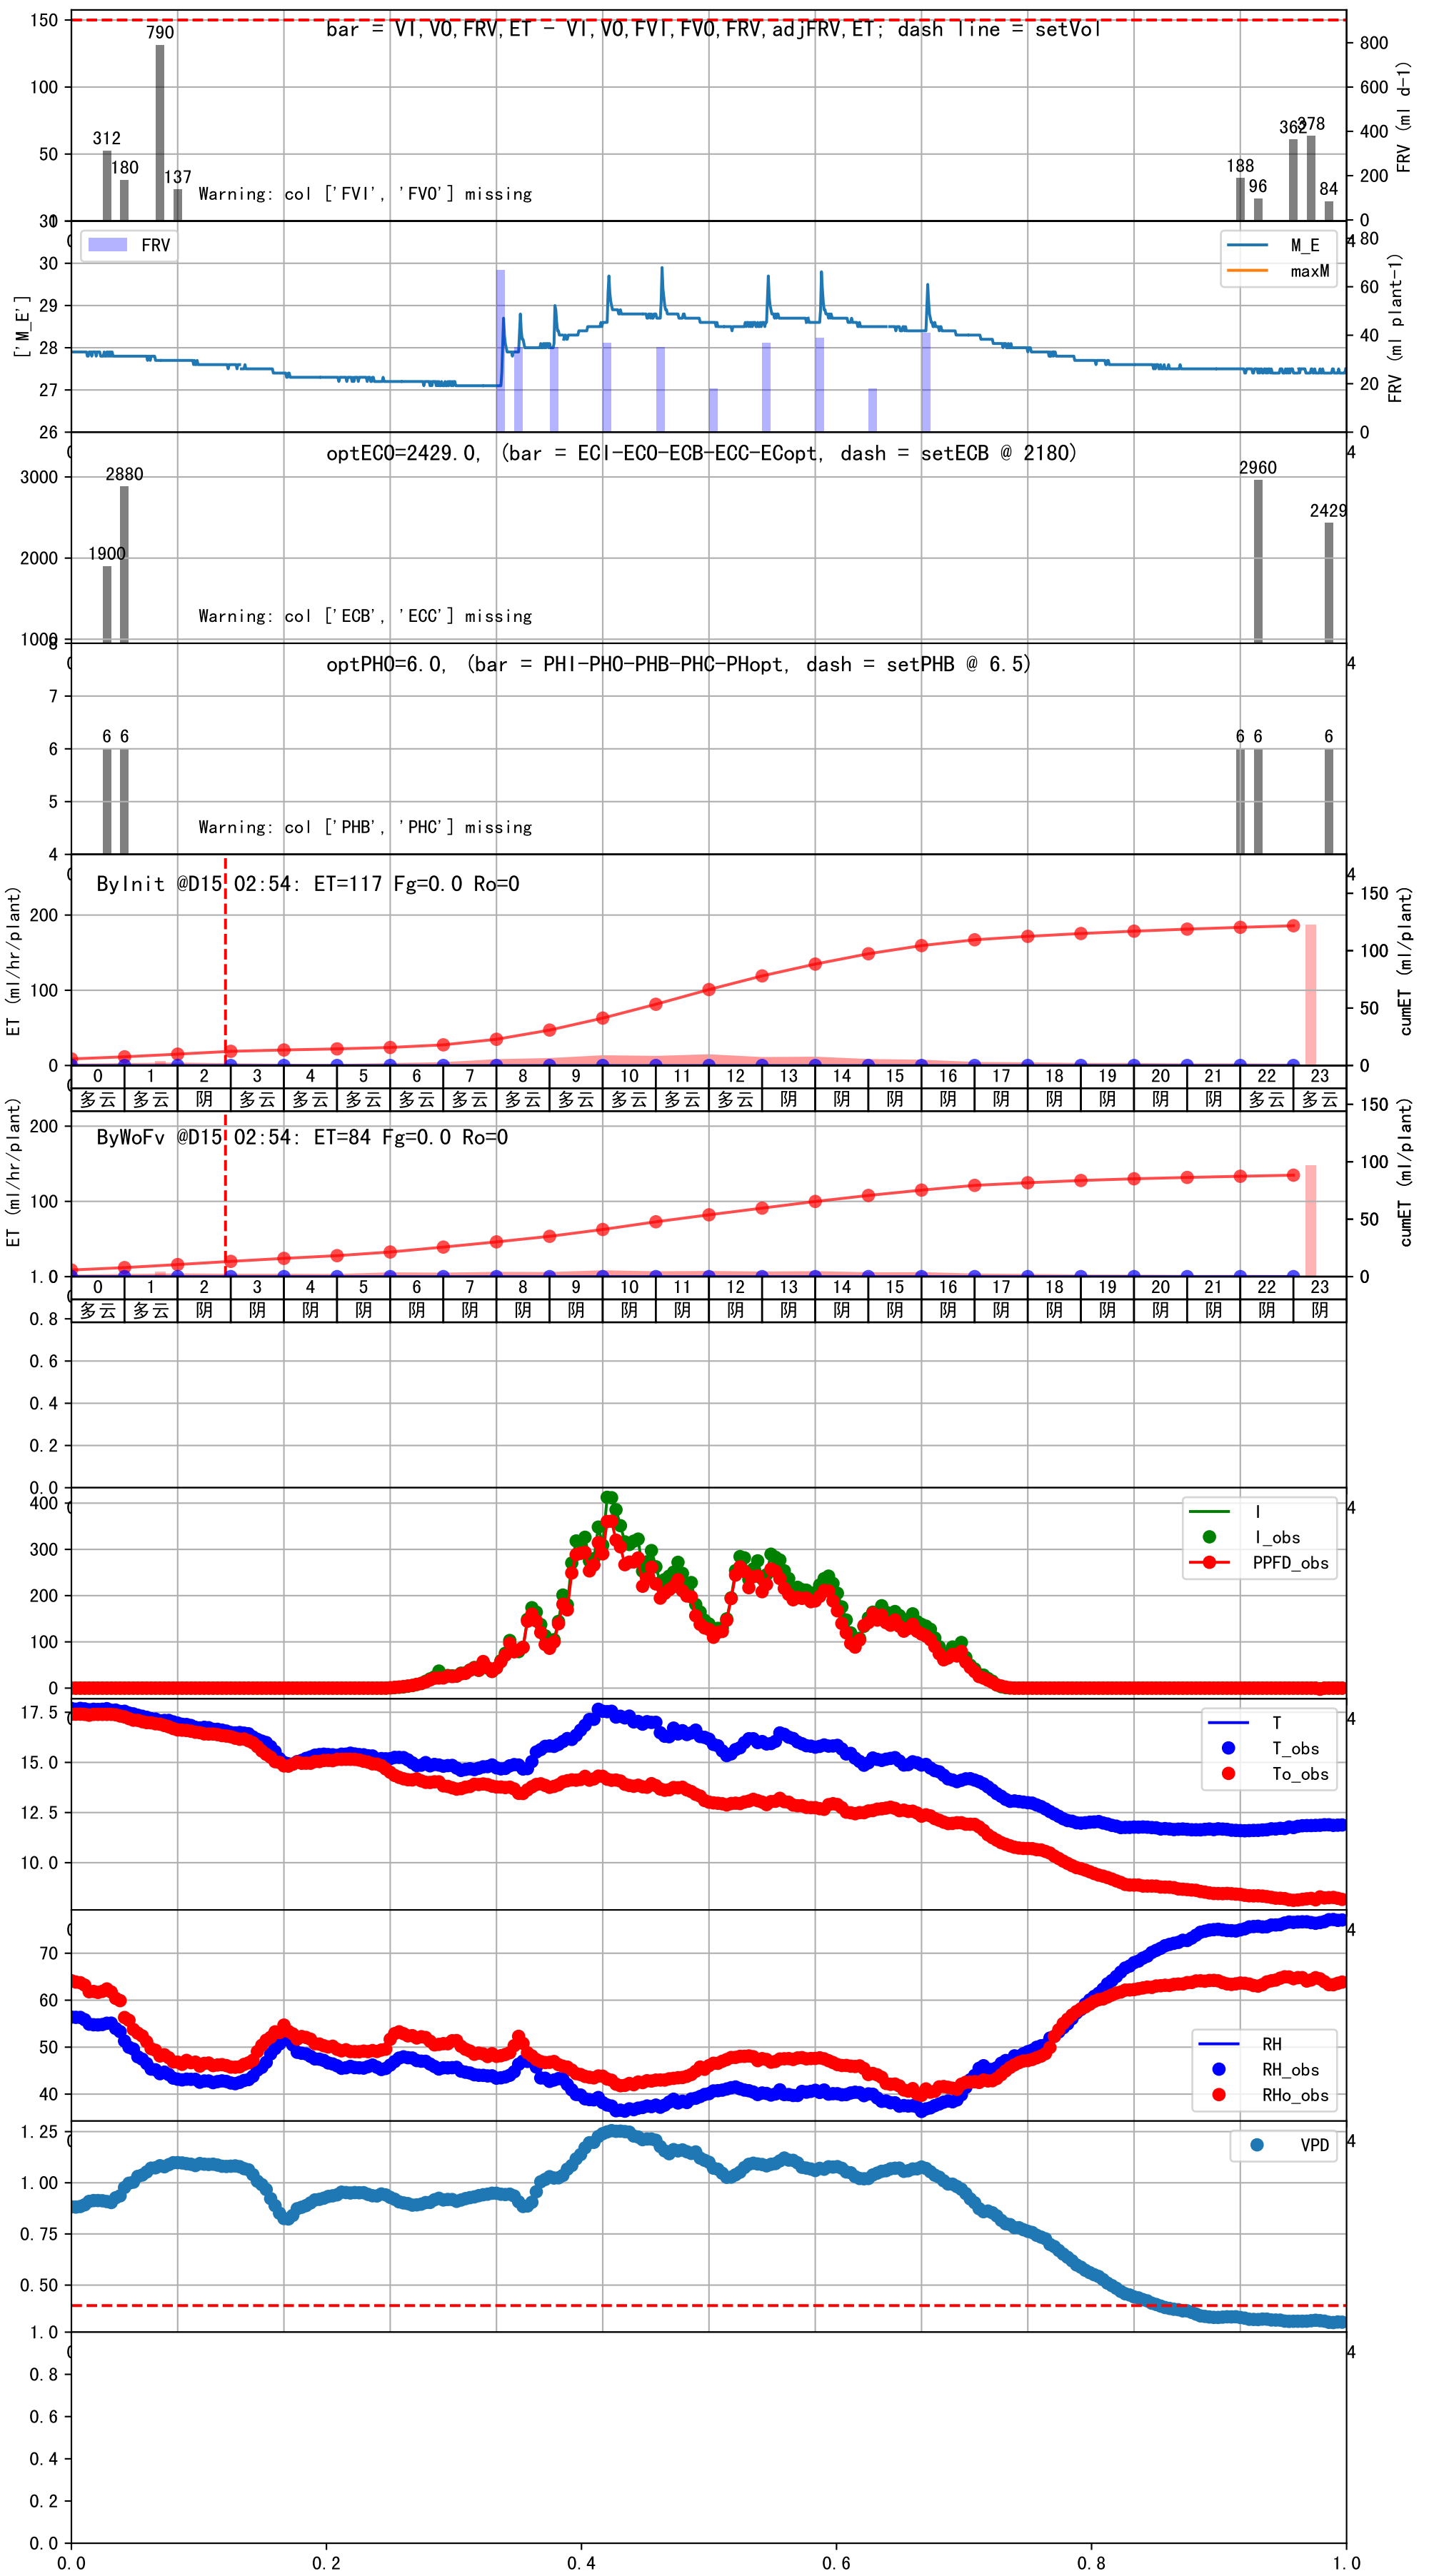 150
790
bar = VI,VO,FRV,ET - VI,VO,FVI,FVO,FRV,adjFRV,ET; dash line = setVol
800
100
600
312
400
362 378
50
180
188
137
200
96
84
Warning: col ['FVI', 'FVO'] missing
0
FRV (ml d-1)
FRV
M_E
maxM
80
30
60
29
28
40
27
20
26
0
['M_E']
FRV (ml plant-1)
optECO=2429.0, (bar = ECI-ECO-ECB-ECC-ECopt, dash = setECB @ 2180)
4
3000
2880
2960
2429
2000
1900
Warning: col ['ECB', 'ECC'] missing
1000
optPHO=6.0, (bar = PHI-PHO-PHB-PHC-PHopt, dash = setPHB @ 6.5)
4
7
6
6 6
6 6
6
5
Warning: col ['PHB', 'PHC'] missing
4
ByInit @D15 02:54: ET=117 Fg=0.0 Ro=0
4
150
200
100
100
50
0
0
ET (ml/hr/plant)
cumET (ml/plant)
0 1 2 3 4 5 6 7 8 9 10 11 12 13 14 15 16 17 18 19 20 21 22 23
多云 多云 阴 多云 多云 多云 多云 多云 多云 多云 多云 多云 多云 阴 阴 阴 阴 阴 阴 阴 阴 阴 多云 多云
ByWoFv @D15 02:54: ET=84 Fg=0.0 Ro=0
150
200
100
100
50
0
ET (ml/hr/plant)
cumET (ml/plant)
1.0
0 1 2 3 4 5 6 7 8 9 10 11 12 13 14 15 16 17 18 19 20 21 22 23
多云 多云 阴 阴 阴 阴 阴 阴 阴 阴 阴 阴 阴 阴 阴 阴 阴 阴 阴 阴 阴 阴 多云 阴
0.8
0.6
0.4
0.2
0.0
400
4
I
I_obs
PPFD_obs
300
200
100
0
17.5
4
T
T_obs
To_obs
15.0
12.5
10.0
4
70
60
50
40
RH
RH_obs
RHo_obs
1.25
4
VPD
1.00
0.75
0.50
1.0
4
0.8
0.6
0.4
0.2
0.0
0.0 0.2 0.4 0.6 0.8 1.0